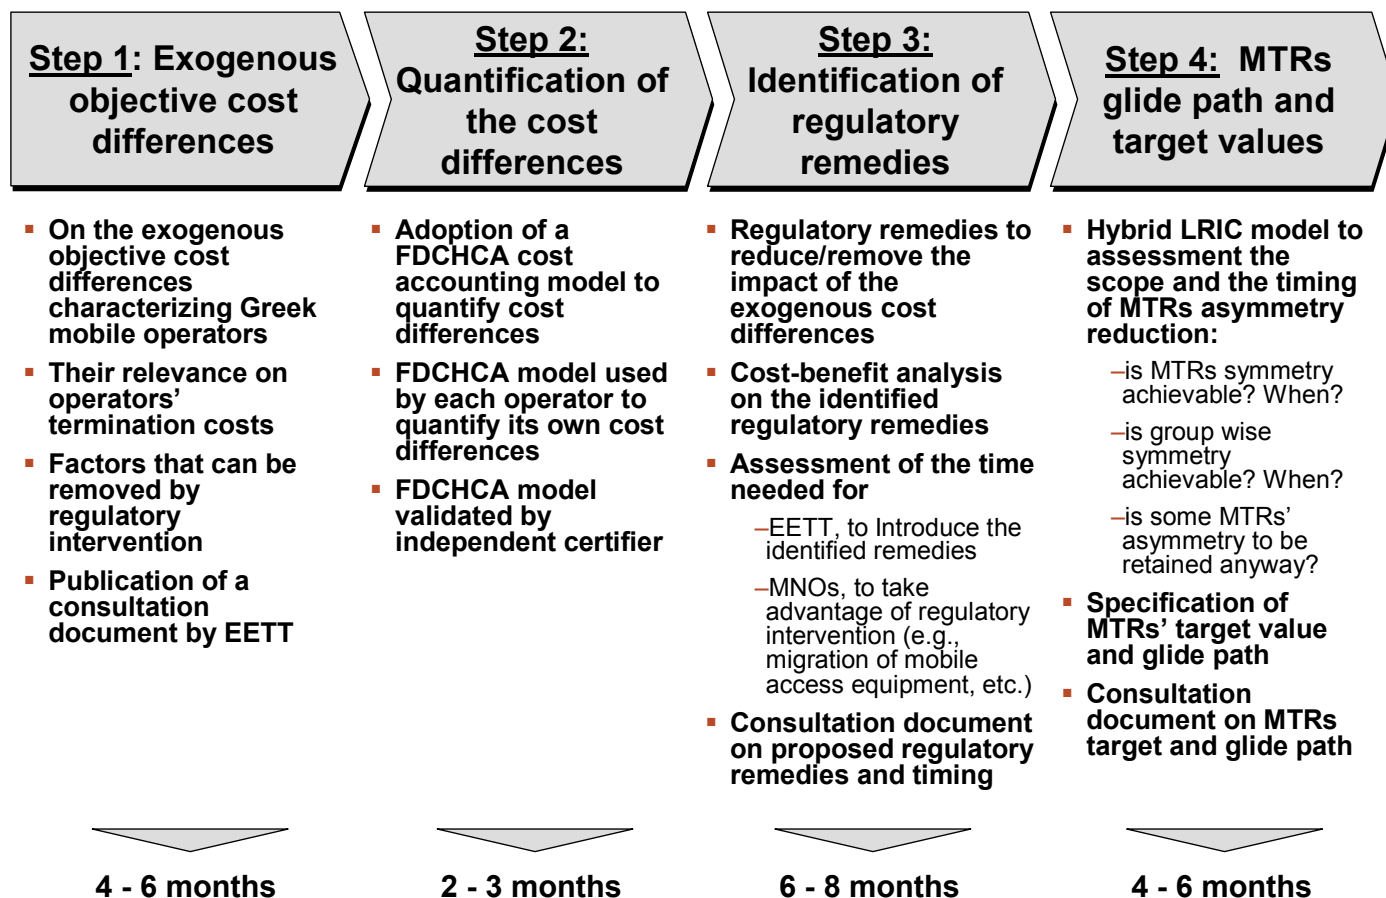 Step 1: Exogenous
objective cost
differences
Step 2:
Quantification of
the cost
differences
Step 3:
Identification of
regulatory
remedies
Step 4: MTRs
glide path and
target values
▪ On the exogenous
objective cost
differences
characterizing Greek
mobile operators
▪ Their relevance on
operators’
termination costs
▪ Factors that can be
removed by
regulatory
intervention
▪ Publication of a
consultation
document by EETT
▪ Adoption of a
FDCHCA cost
accounting model to
quantify cost
differences
▪ FDCHCA model used
by each operator to
quantify its own cost
differences
▪ FDCHCA model
validated by
independent certifier
▪ Regulatory remedies to
reduce/remove the
impact of the
exogenous cost
differences
▪ Cost-benefit analysis
on the identified
regulatory remedies
▪ Assessment of the time
needed for
–EETT, to Introduce the
identified remedies
–MNOs, to take
advantage of regulatory
intervention (e.g.,
migration of mobile
access equipment, etc.)
▪ Consultation document
on proposed regulatory
remedies and timing
▪ Hybrid LRIC model to
assessment the
scope and the timing
of MTRs asymmetry
reduction:
–is MTRs symmetry
achievable? When?
–is group wise
symmetry
achievable? When?
–is some MTRs’
asymmetry to be
retained anyway?
▪ Specification of
MTRs’ target value
and glide path
▪ Consultation
document on MTRs
target and glide path
4 - 6 months
2 - 3 months
6 - 8 months
4 - 6 months